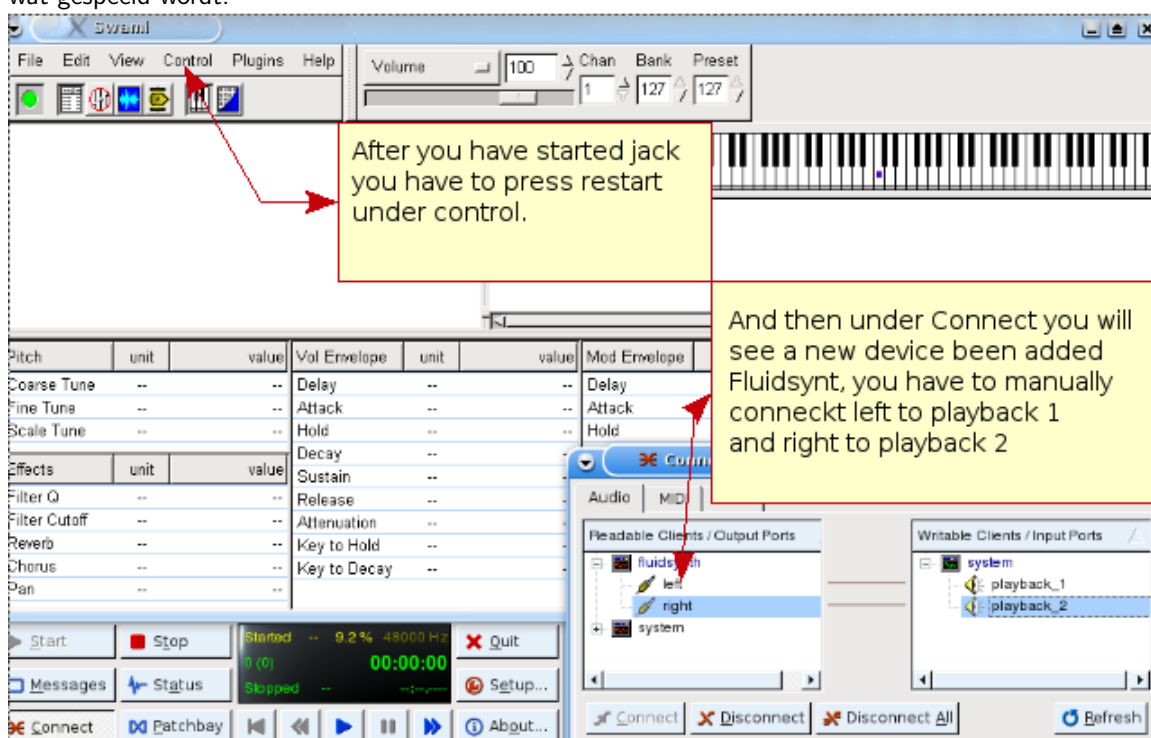 wat gespeeld wordt.
Swami
File Edit View Control Plugins Help
Volume 100 Chan Bank Preset
1 127 127
After you have started jack
you have to press restart
under control.
And then under Connect you will
see a new device been added
Fluidsynt, you have to manually
conneckt left to playback 1
and right to playback 2
Pitch unit value Vol Envelope unit value Mod Envelope
Coarse Tune -- -- Delay -- -- Delay
Fine Tune -- -- Attack -- -- Attack
Scale Tune -- -- Hold -- -- Hold
Decay --
Effects unit value Sustain --
Filter Q -- -- Release --
Filter Cutoff -- -- Attenuation --
Reverb -- -- Key to Hold --
Chorus -- -- Key to Decay --
Pan -- --
Audio MIDI
Readable Clients / Output Ports Writable Clients / Input Ports
fluidsynth system
left playback_1
right playback_2
system
Start Stop Started -- 9.2 % 48000 Hz Quit
0 (0) 00:00:00
Messages Status Stopped -- --:--:---- Setup...
Connect Patchbay About...
Connect Disconnect Disconnect All Refresh